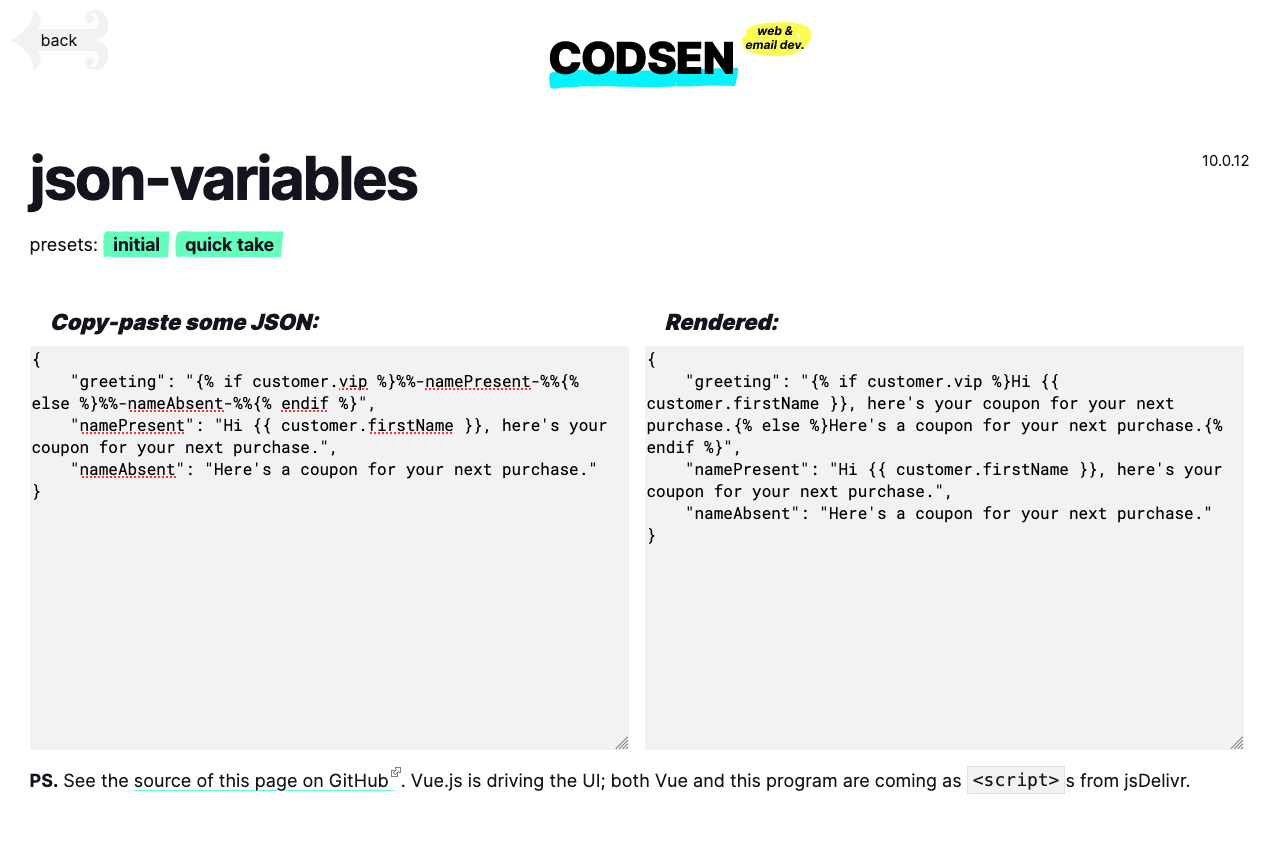 back
CODSEN
web &
email dev.
json-variables
10.0.12
presets: initial quick take
Copy-paste some JSON:
{
    "greeting": "{% if customer.vip %}%%-namePresent-%%{%
else %}%%-nameAbsent-%%{% endif %}",
    "namePresent": "Hi {{ customer.firstName }}, here's your
coupon for your next purchase.",
    "nameAbsent": "Here's a coupon for your next purchase."
}
Rendered:
{
    "greeting": "{% if customer.vip %}Hi {{
customer.firstName }}, here's your coupon for your next
purchase.{% else %}Here's a coupon for your next purchase.{%
endif %}",
    "namePresent": "Hi {{ customer.firstName }}, here's your
coupon for your next purchase.",
    "nameAbsent": "Here's a coupon for your next purchase."
}
PS. See the source of this page on GitHub. Vue.js is driving the UI; both Vue and this program are coming as <script>s from jsDelivr.